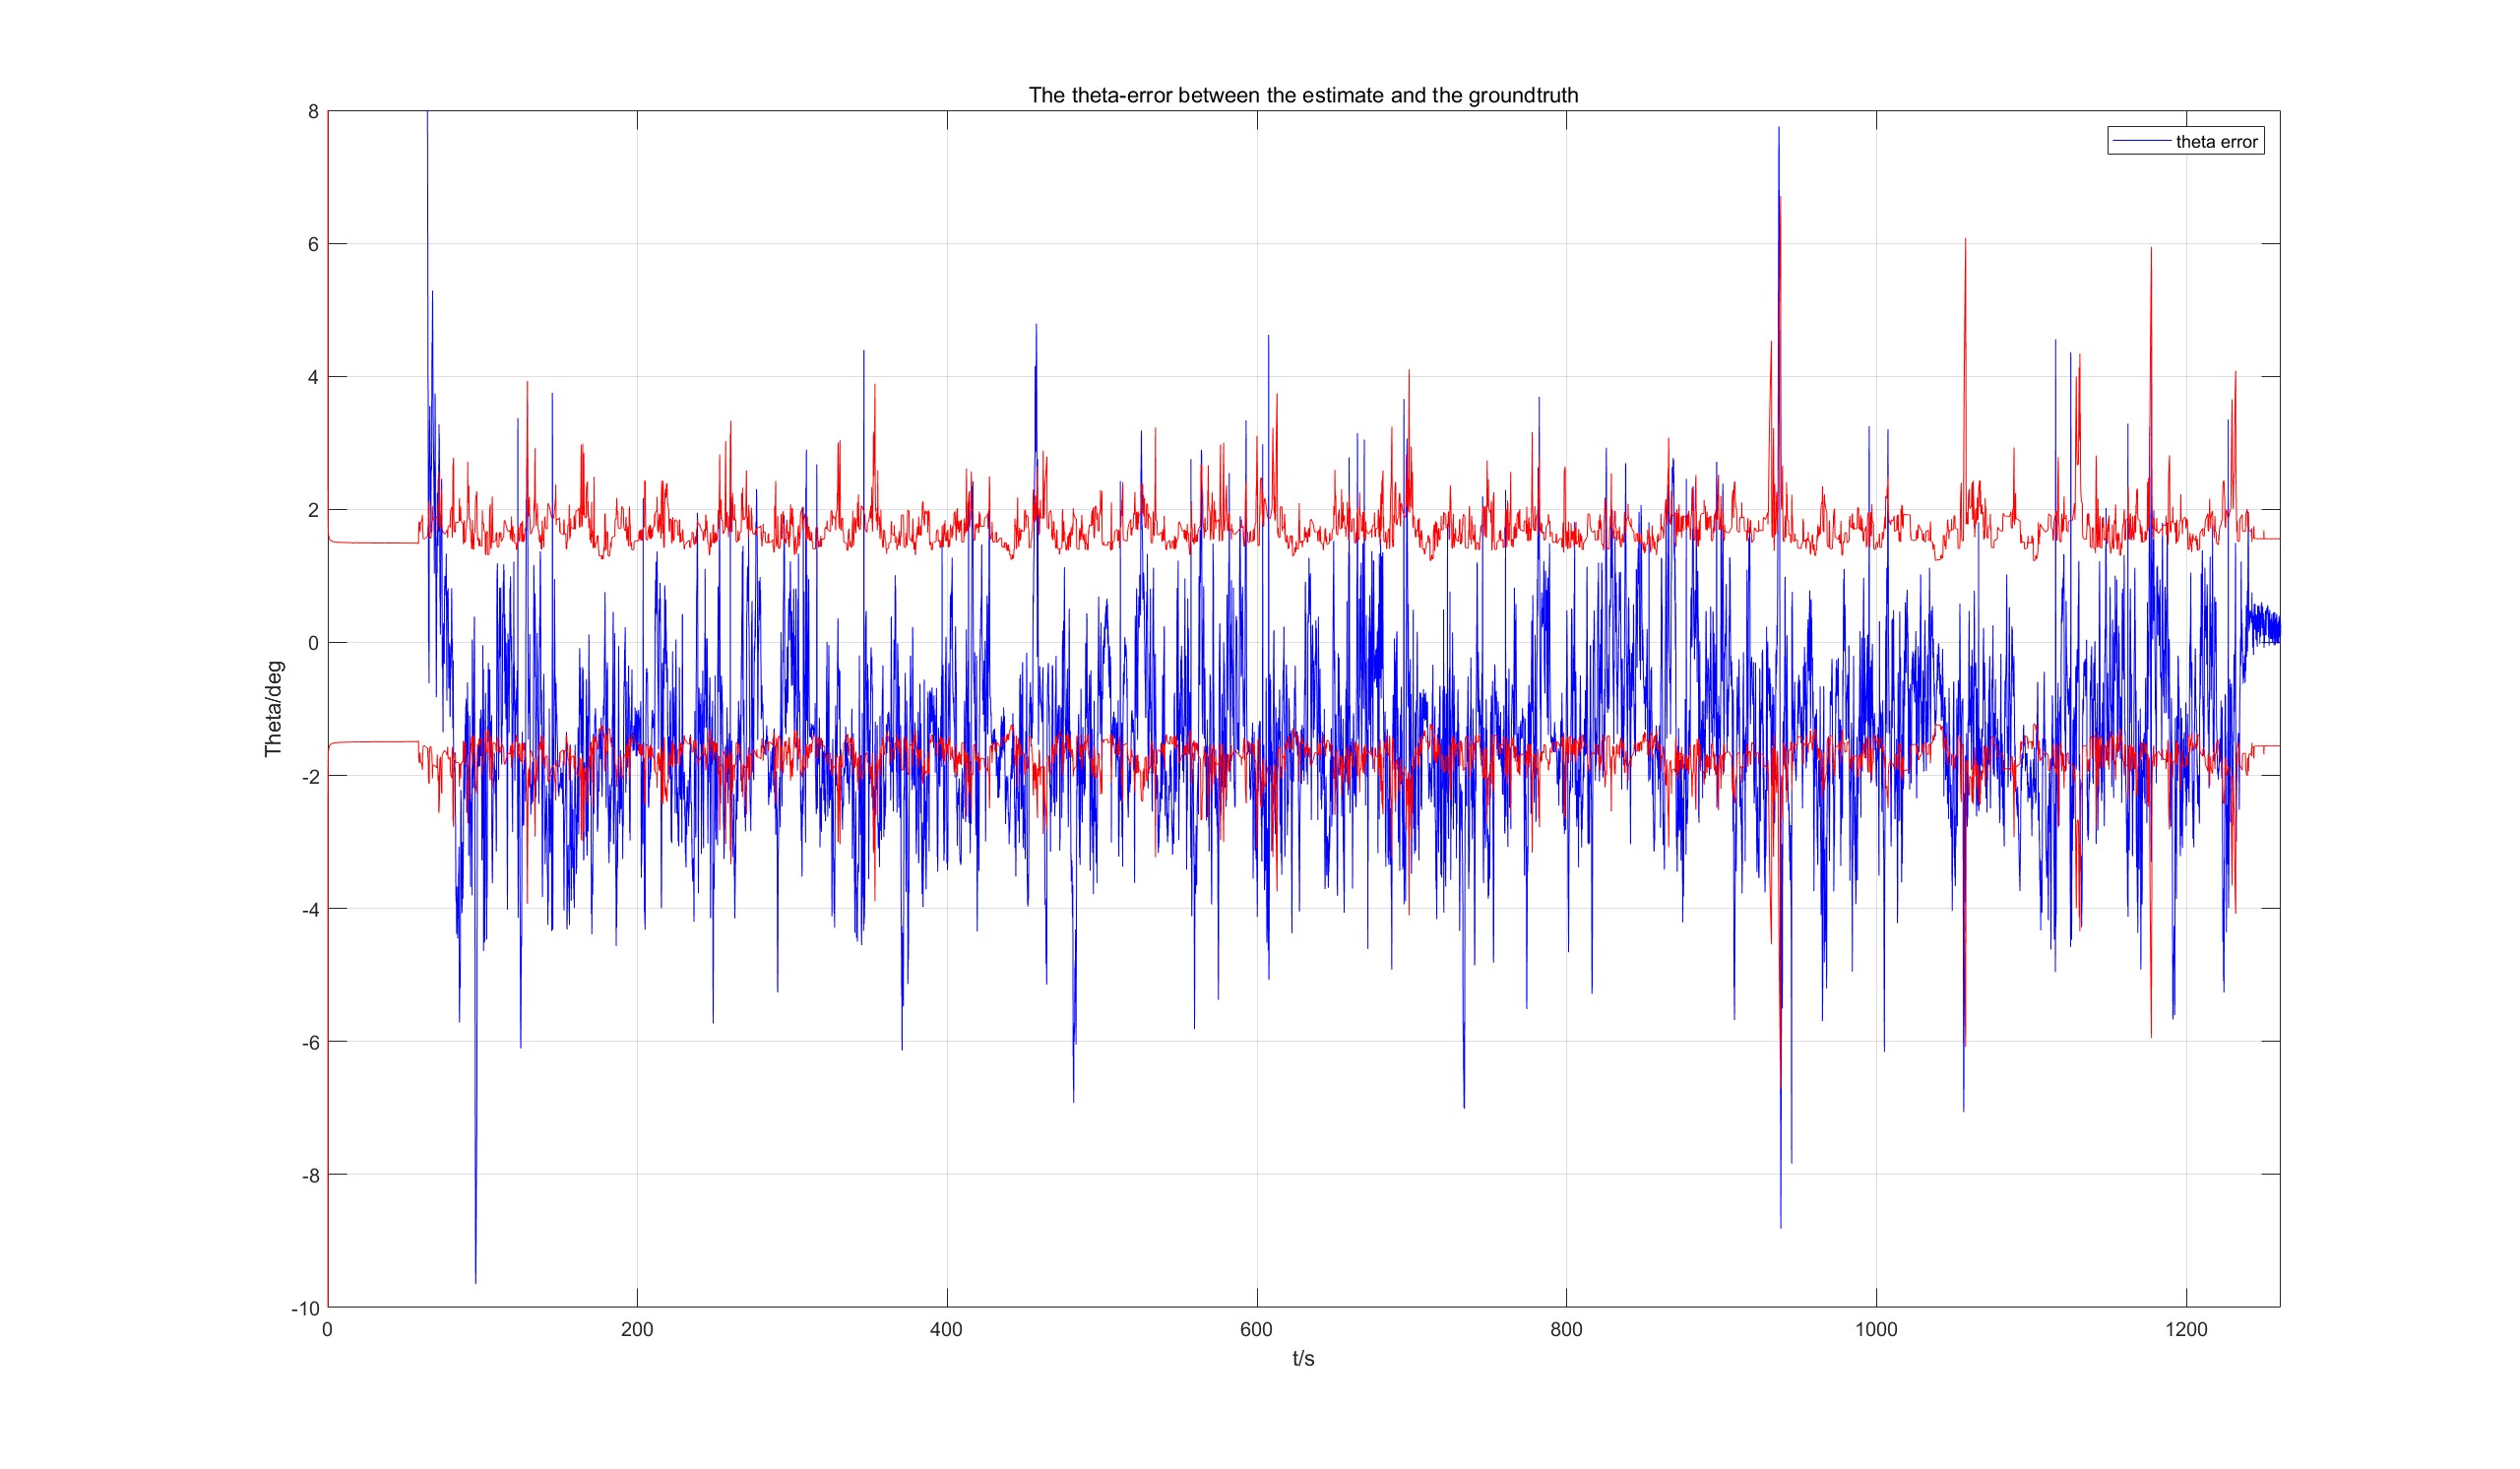 The theta-error between the estimate and the groundtruth
theta error
8
6
4
2
0
-2
-4
-6
-8
-10
Theta/deg
0 200 400 600 800 1000 1200
t/s